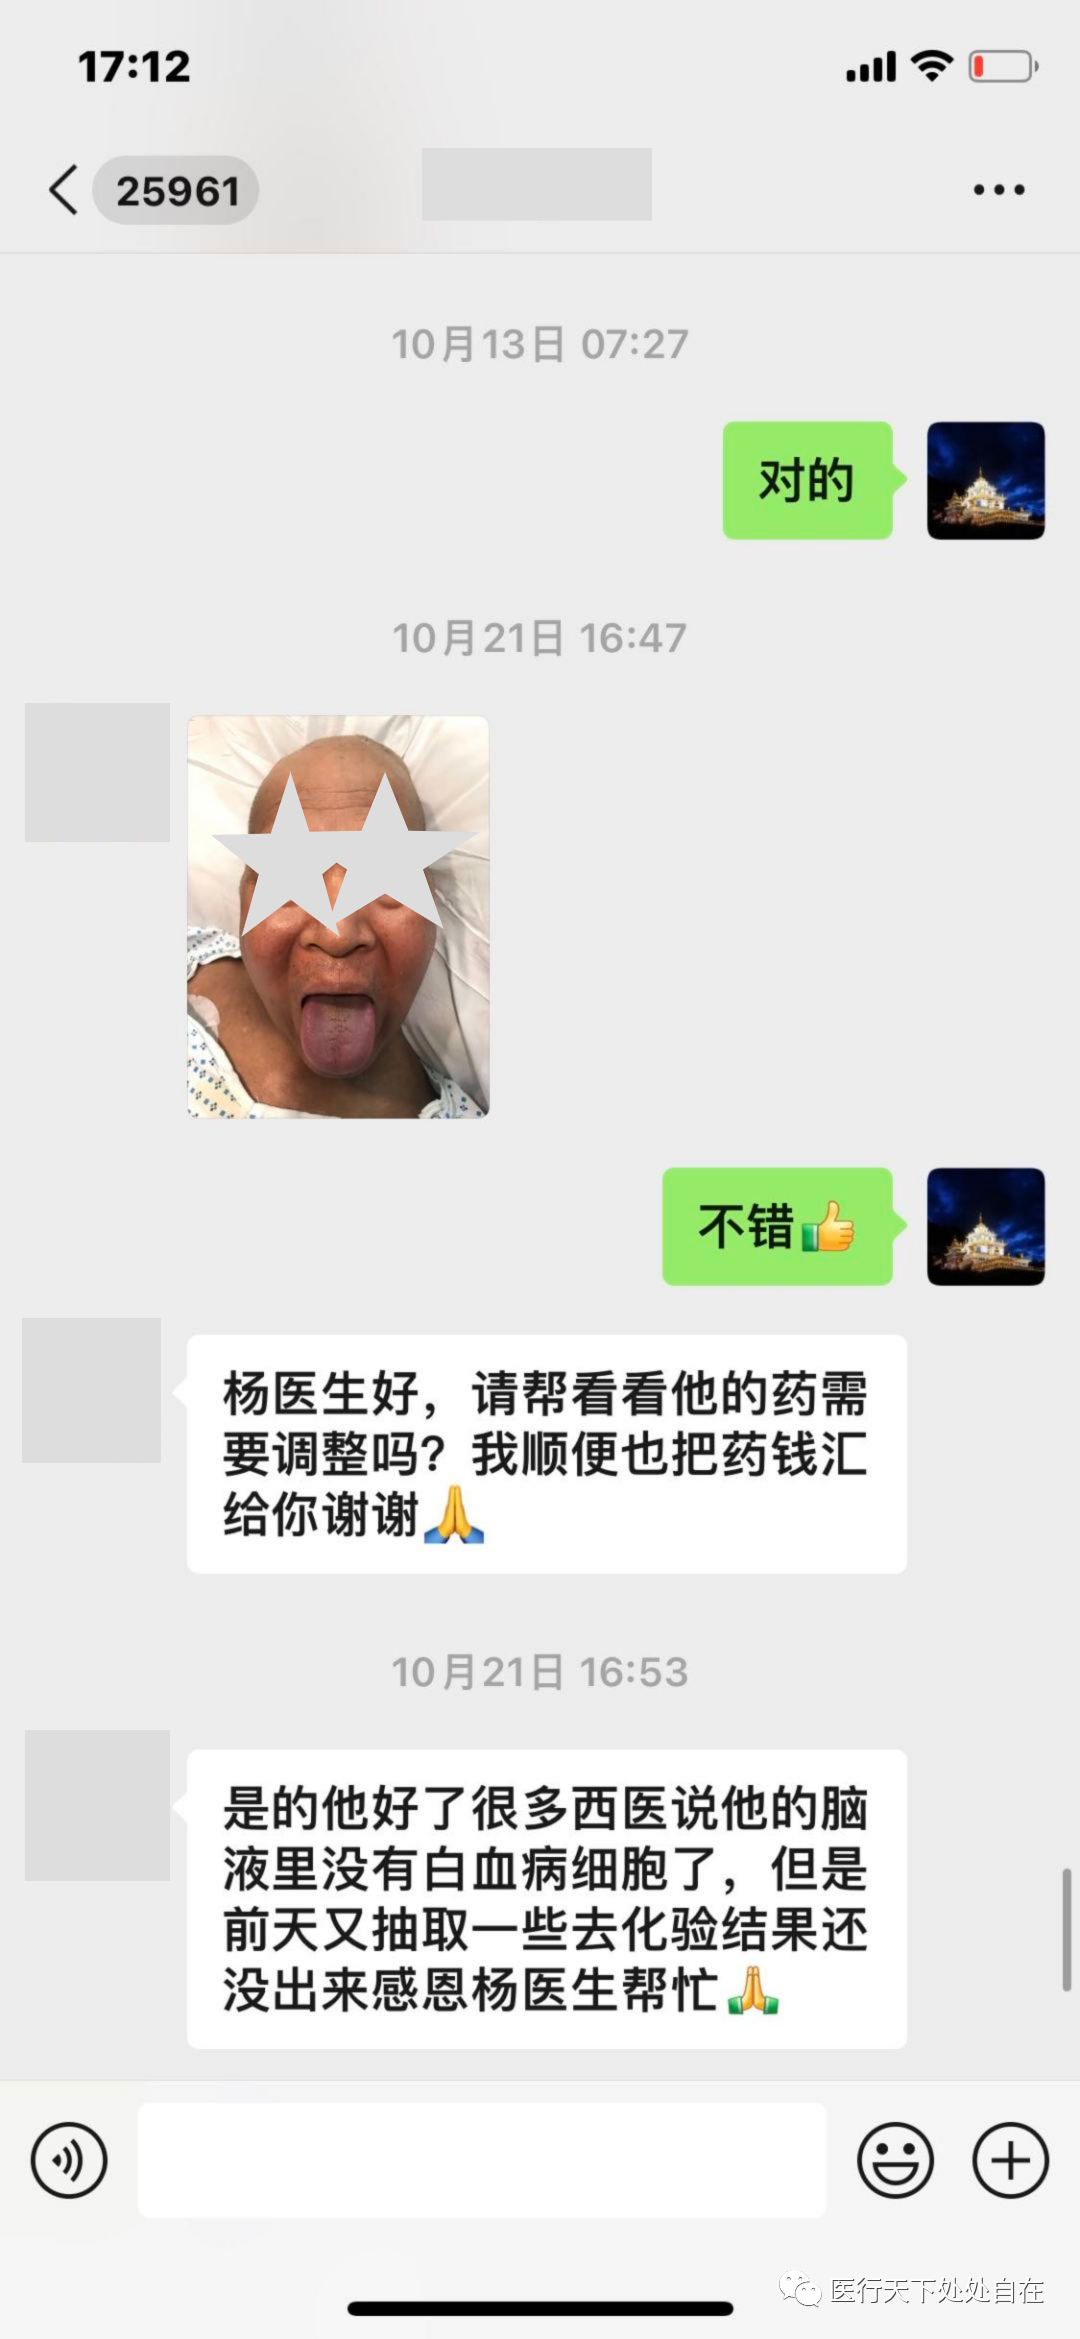 17:12
25961
10月13日 07:27
对的
10月21日 16:47
不错👍
杨医生好，请帮看看他的药需
要调整吗？我顺便也把药钱汇
给你谢谢🙏
10月21日 16:53
是的他好了很多西医说他的脑
液里没有白血病细胞了，但是
前天又抽取一些去化验结果还
没出来感恩杨医生帮忙🙏
医行天下处处自在